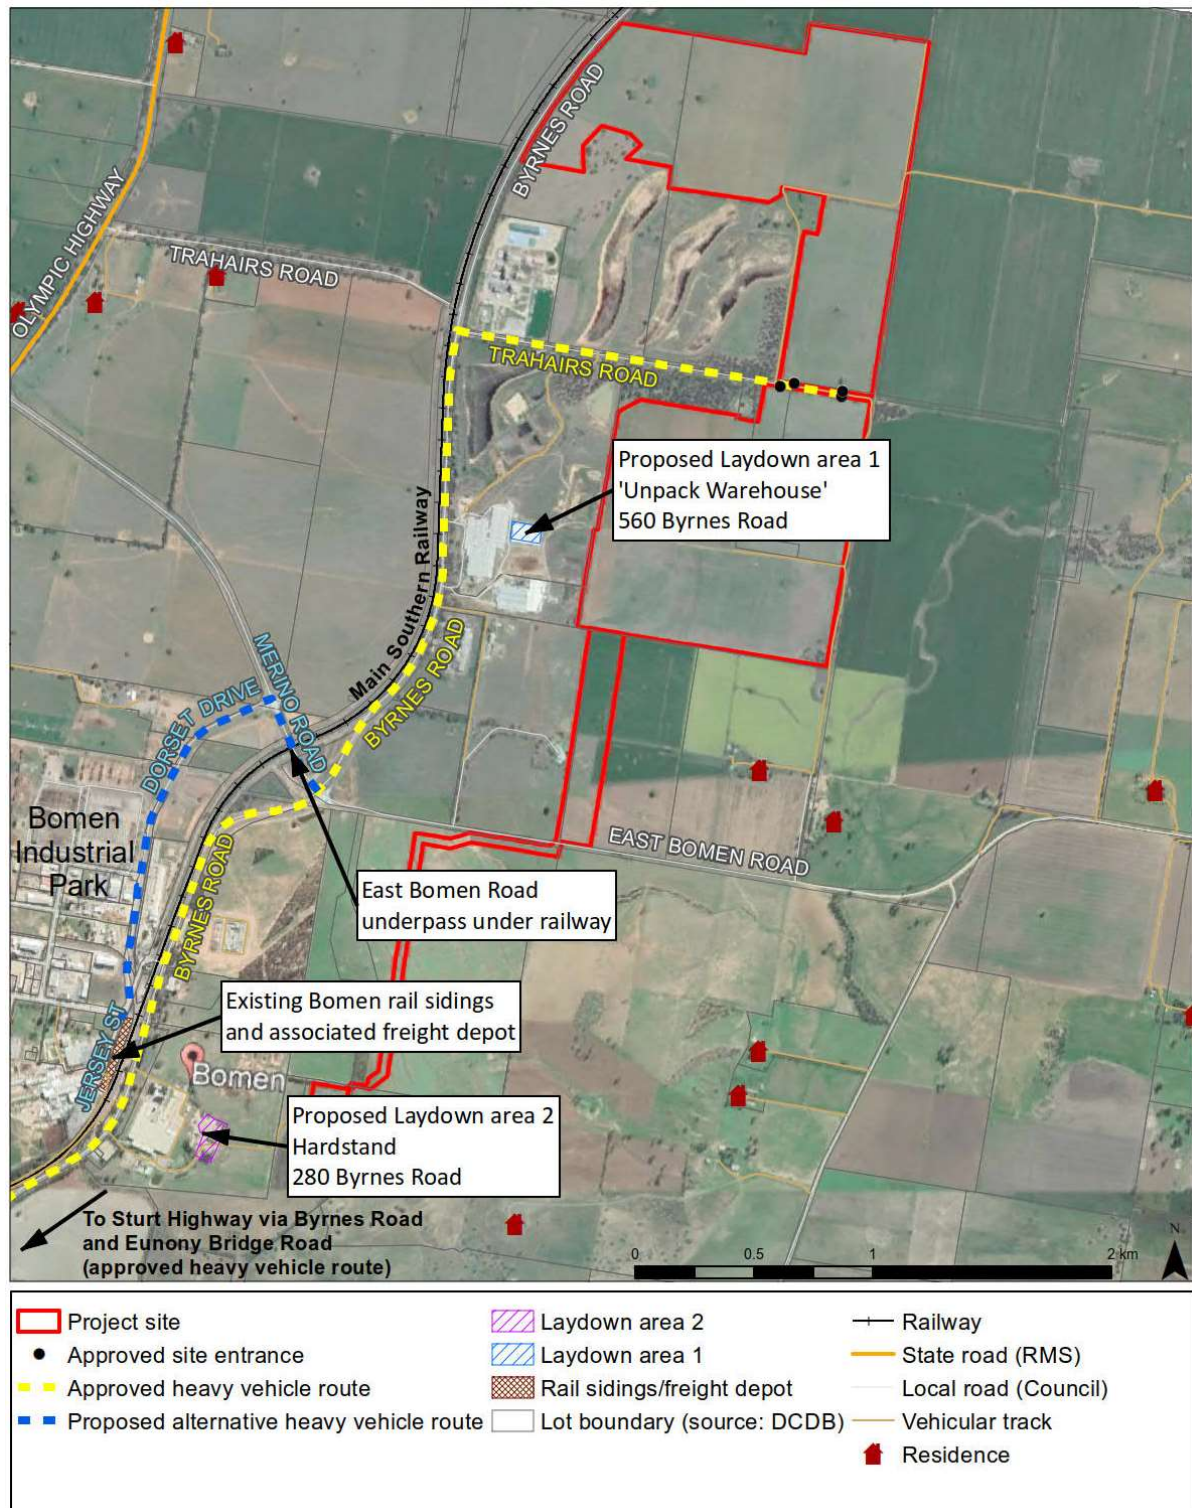 BYRNES ROAD
OLYMPIC HIGHWAY
TRAHAIRS ROAD
TRAHAIRS ROAD
Proposed Laydown area 1
'Unpack Warehouse'
560 Byrnes Road
Main Southern Railway
MERINO ROAD
BYRNES ROAD
DORSET DRIVE
Bomen
Industrial
Park
BYRNES ROAD
EAST BOMEN ROAD
East Bomen Road
underpass under railway
Existing Bomen rail sidings
and associated freight depot
JERSEY ST
Bomen
Proposed Laydown area 2
Hardstand
280 Byrnes Road
To Sturt Highway via Byrnes Road
and Eunony Bridge Road
(approved heavy vehicle route)
0 0.5 1 2 km
N
Project site
Approved site entrance
Approved heavy vehicle route
Proposed alternative heavy vehicle route
Laydown area 2
Laydown area 1
Rail sidings/freight depot
Lot boundary (source: DCDB)
Railway
State road (RMS)
Local road (Council)
Vehicular track
Residence